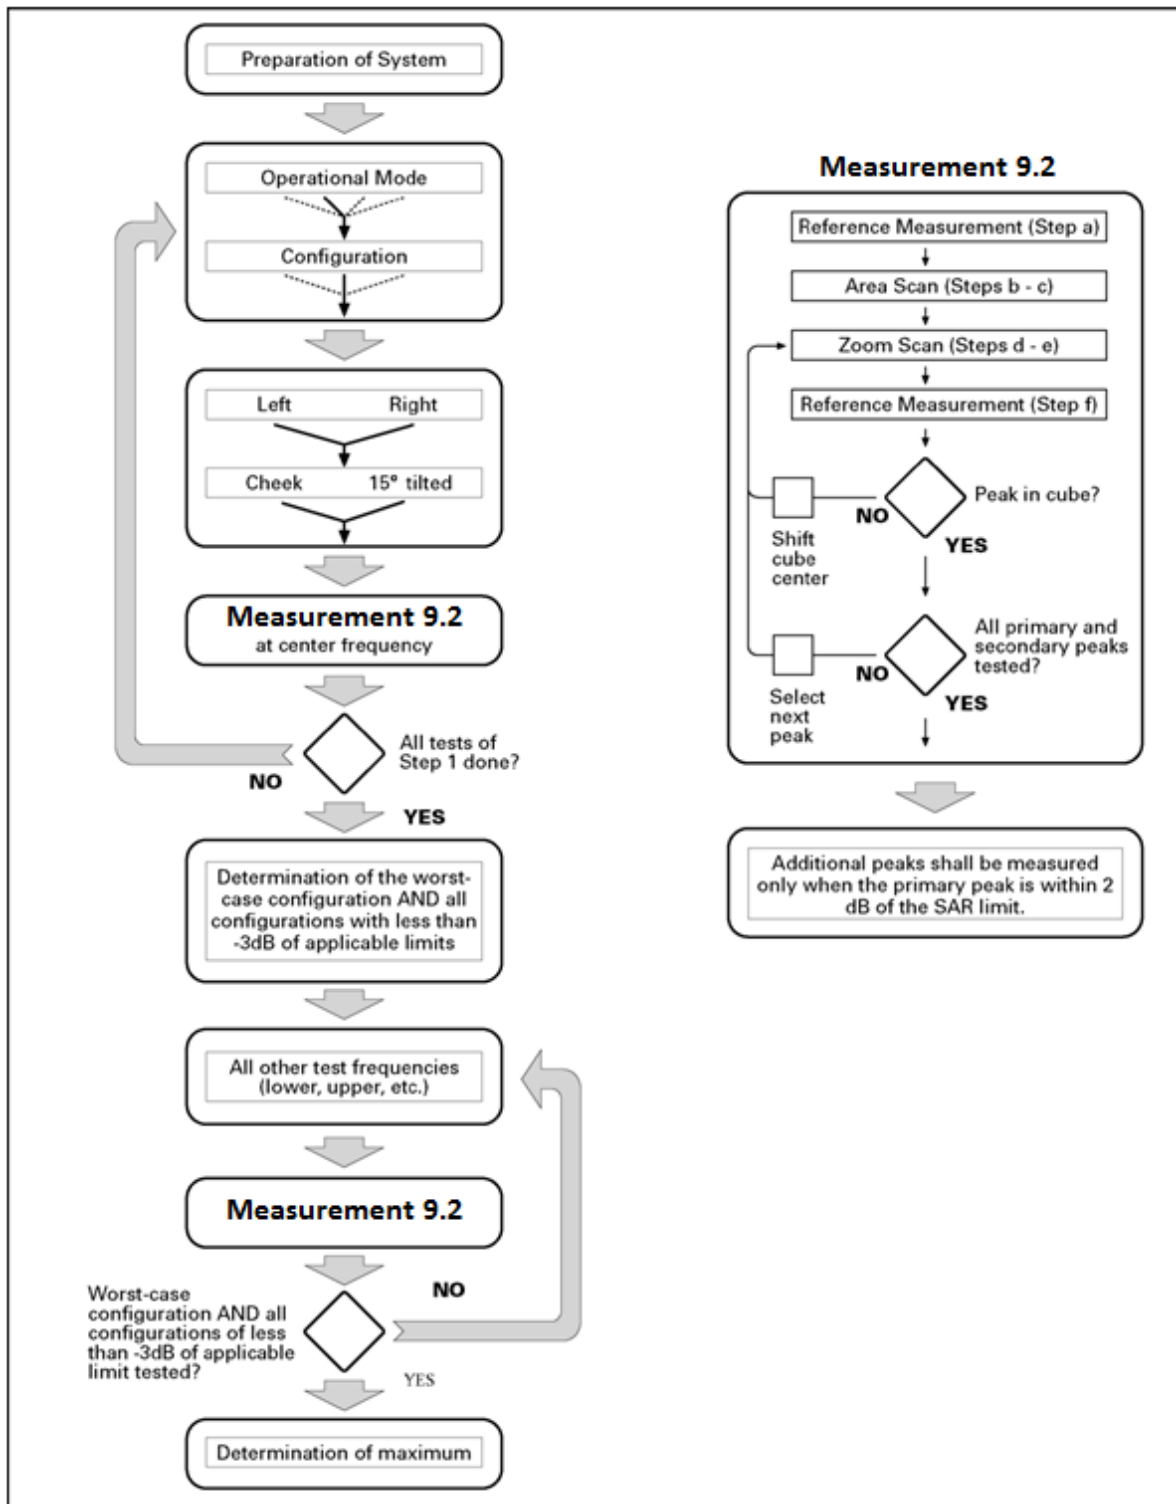 Preparation of System
Operational Mode
Configuration
Left Right
Cheek 15° tilted
Measurement 9.2
at center frequency
All tests of
Step 1 done?
NO
YES
Determination of the worst-
case configuration AND all
configurations with less than
-3dB of applicable limits
All other test frequencies
(lower, upper, etc.)
Measurement 9.2
NO
Worst-case
configuration AND all
configurations of less
than -3dB of applicable
limit tested?
YES
Determination of maximum
Measurement 9.2
Reference Measurement (Step a)
Area Scan (Steps b - c)
Zoom Scan (Steps d - e)
Reference Measurement (Step f)
Peak in cube?
NO
YES
Shift
cube
center
All primary and
secondary peaks
tested?
NO
YES
Select
next
peak
Additional peaks shall be measured
only when the primary peak is within 2
dB of the SAR limit.